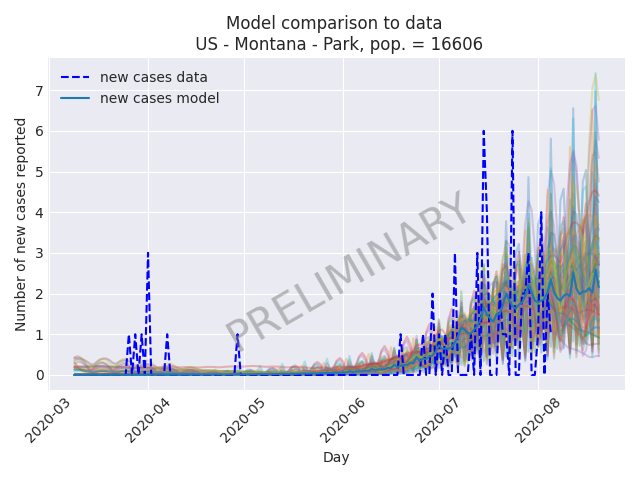 Model comparison to data
US - Montana - Park, pop. = 16606
new cases data
new cases model
Number of new cases reported
7
6
5
4
3
2
1
0
PRELIMINARY
2020-03
2020-04
2020-05
2020-06
2020-07
2020-08
Day